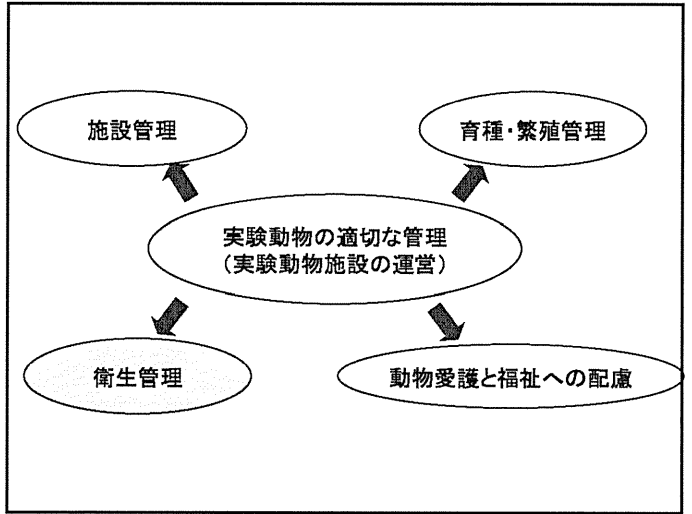 施設管理
育種・繁殖管理
実験動物の適切な管理
(実験動物施設の運営)
衛生管理
動物愛護と福祉への配慮